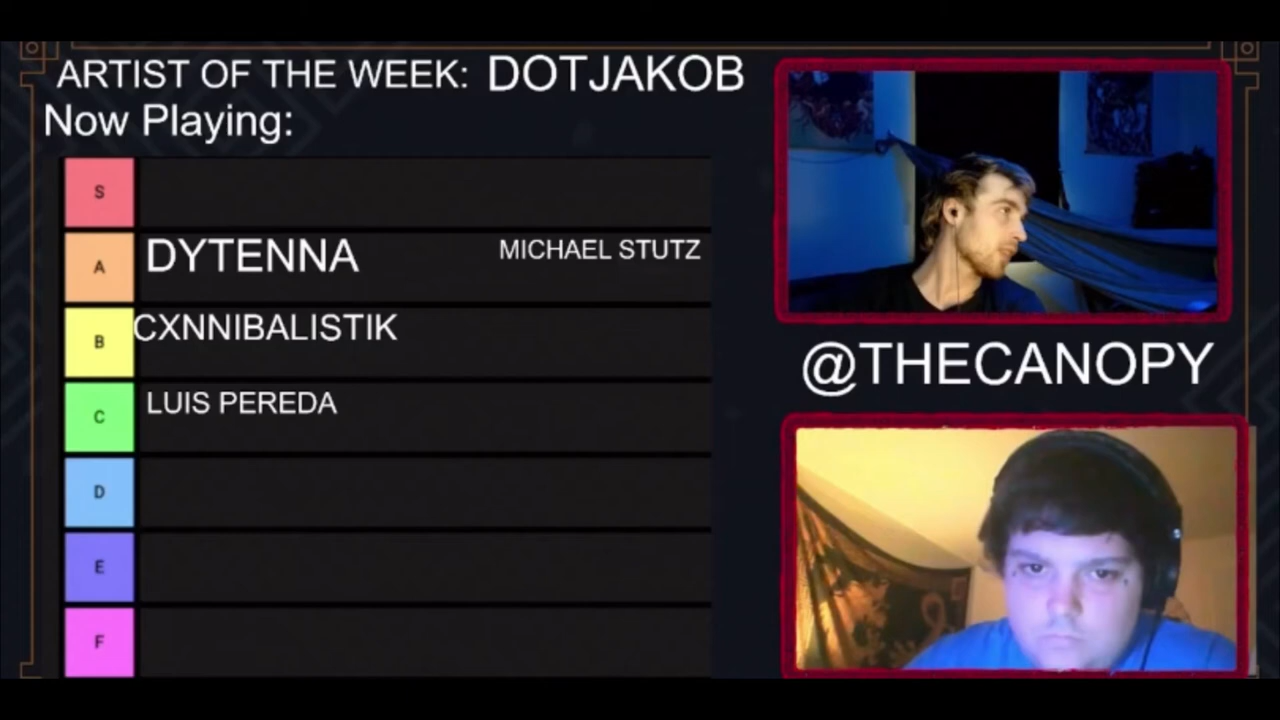 ARTIST OF THE WEEK: DOTJAKOB
Now Playing:
S
A DYTENNA MICHAEL STUTZ
B CXNNIBALISTIK
C LUIS PEREDA
D
E
F
@THECANOPY